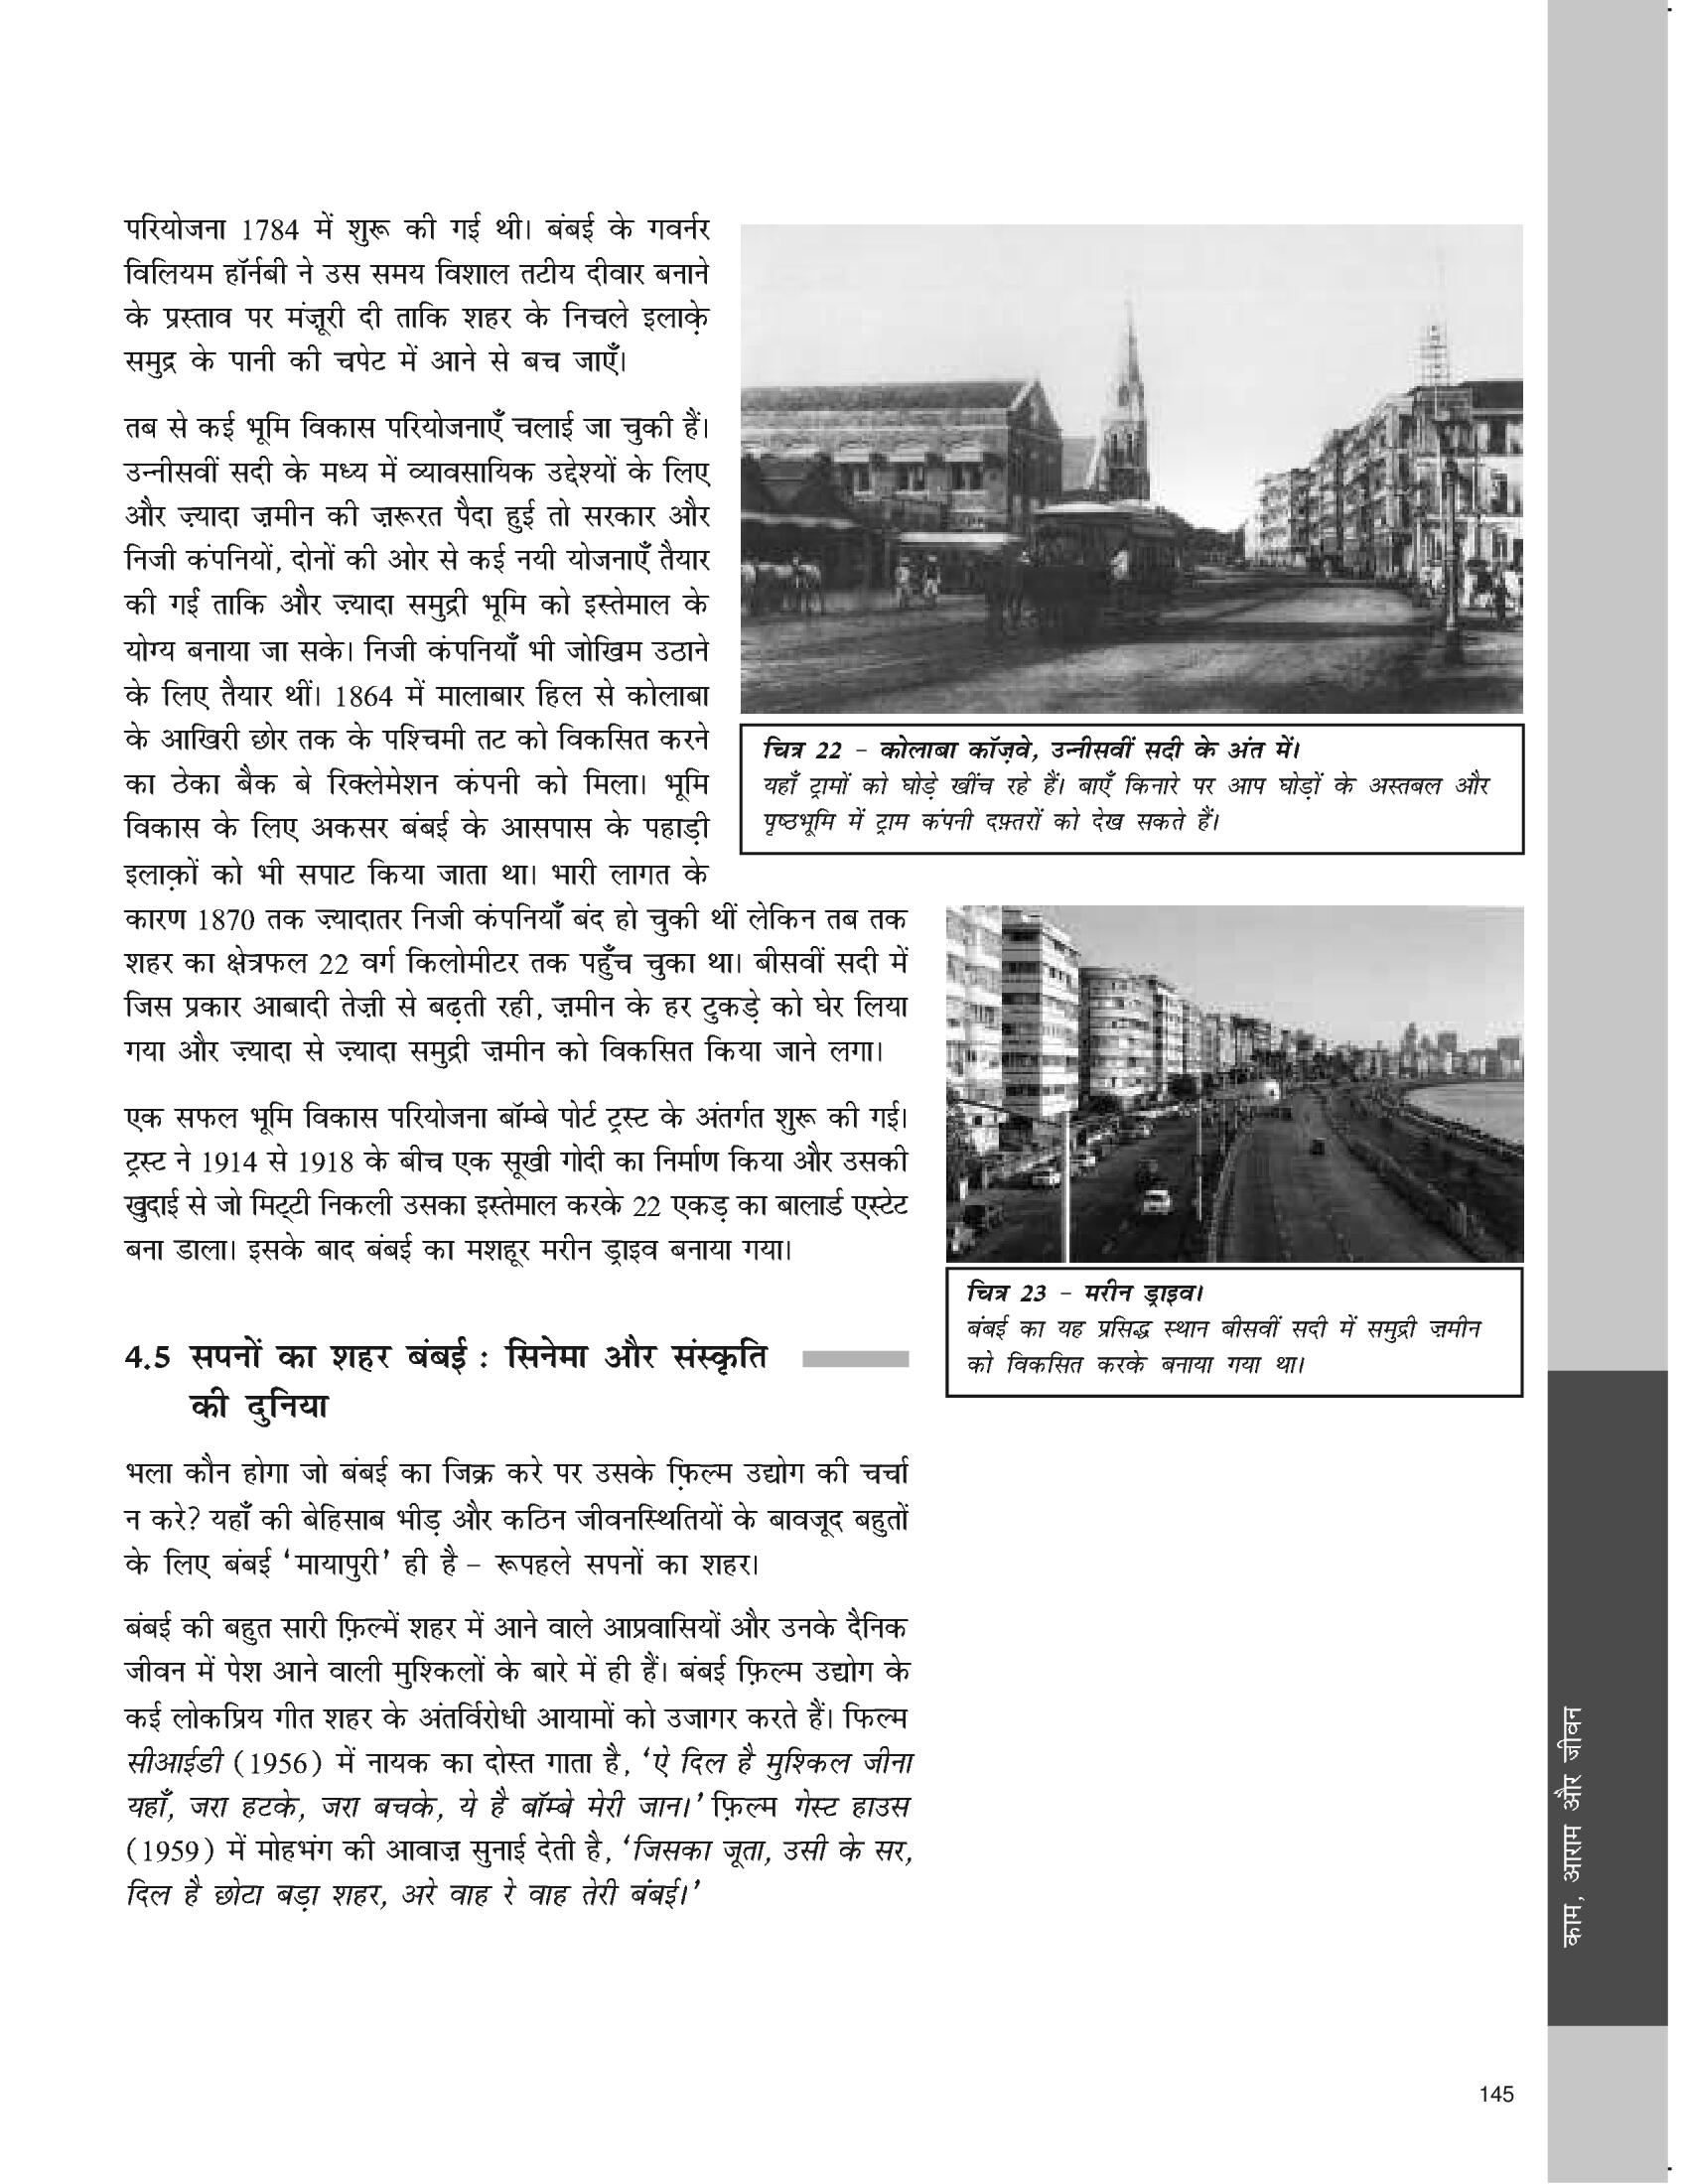 परियोजना 1784 में शुरू की गई थी। बंबई के गवर्नर
विलियम हॉर्नबी ने उस समय विशाल तटीय दीवार बनाने
के प्रस्ताव पर मंज़ूरी दी ताकि शहर के निचले इलाक़े
समुद्र के पानी की चपेट में आने से बच जाएँ।
तब से कई भूमि विकास परियोजनाएँ चलाई जा चुकी हैं।
उन्नीसवीं सदी के मध्य में व्यावसायिक उद्देश्यों के लिए
और ज़्यादा ज़मीन की ज़रूरत पैदा हुई तो सरकार और
निजी कंपनियों, दोनों की ओर से कई नयी योजनाएँ तैयार
की गईं ताकि और ज़्यादा समुद्री भूमि को इस्तेमाल के
योग्य बनाया जा सके। निजी कंपनियाँ भी जोखिम उठाने
के लिए तैयार थीं। 1864 में मालाबार हिल से कोलाबा
के आखिरी छोर तक के पश्चिमी तट को विकसित करने
का ठेका बैक बे रिक्लेमेशन कंपनी को मिला। भूमि
विकास के लिए अकसर बंबई के आसपास के पहाड़ी
इलाक़ों को भी सपाट किया जाता था। भारी लागत के
कारण 1870 तक ज़्यादातर निजी कंपनियाँ बंद हो चुकी थीं लेकिन तब तक
शहर का क्षेत्रफल 22 वर्ग किलोमीटर तक पहुँच चुका था। बीसवीं सदी में
जिस प्रकार आबादी तेज़ी से बढ़ती रही, ज़मीन के हर टुकड़े को घेर लिया
गया और ज़्यादा से ज़्यादा समुद्री ज़मीन को विकसित किया जाने लगा।
एक सफल भूमि विकास परियोजना बॉम्बे पोर्ट ट्रस्ट के अंतर्गत शुरू की गई।
ट्रस्ट ने 1914 से 1918 के बीच एक सूखी गोदी का निर्माण किया और उसकी
खुदाई से जो मिट्टी निकली उसका इस्तेमाल करके 22 एकड़ का बालार्ड एस्टेट
बना डाला। इसके बाद बंबई का मशहूर मरीन ड्राइव बनाया गया।
चित्र 22 – कोलाबा कॉज़वे, उन्नीसवीं सदी के अंत में।
यहाँ ट्रामों को घोड़े खींच रहे हैं। बाएँ किनारे पर आप घोड़ों के अस्तबल और
पृष्ठभूमि में ट्राम कंपनी दफ़्तरों को देख सकते हैं।
चित्र 23 – मरीन ड्राइव।
बंबई का यह प्रसिद्ध स्थान बीसवीं सदी में समुद्री ज़मीन
को विकसित करके बनाया गया था।
4.5 सपनों का शहर बंबई : सिनेमा और संस्कृति
की दुनिया
भला कौन होगा जो बंबई का जिक्र करे पर उसके फ़िल्म उद्योग की चर्चा
न करे? यहाँ की बेहिसाब भीड़ और कठिन जीवनस्थितियों के बावजूद बहुतों
के लिए बंबई ‘मायापुरी’ ही है – रूपहले सपनों का शहर।
बंबई की बहुत सारी फ़िल्में शहर में आने वाले आप्रवासियों और उनके दैनिक
जीवन में पेश आने वाली मुश्किलों के बारे में ही हैं। बंबई फ़िल्म उद्योग के
कई लोकप्रिय गीत शहर के अंतर्विरोधी आयामों को उजागर करते हैं। फिल्म
सीआईडी (1956) में नायक का दोस्त गाता है, ‘ऐ दिल है मुश्किल जीना
यहाँ, जरा हटके, जरा बचके, ये है बॉम्बे मेरी जान।’ फ़िल्म गेस्ट हाउस
(1959) में मोहभंग की आवाज़ सुनाई देती है, ‘जिसका जूता, उसी के सर,
दिल है छोटा बड़ा शहर, अरे वाह रे वाह तेरी बंबई।’
काम, आराम और जीवन
145